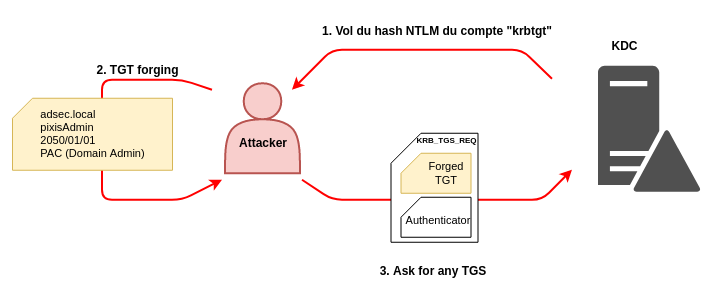 1. Vol du hash NTLM du compte "krbtgt"
KDC
2. TGT forging
adsec.local
pixisAdmin
2050/01/01
PAC (Domain Admin)
Attacker
KRB_TGS_REQ
Forged
TGT
Authenticator
3. Ask for any TGS